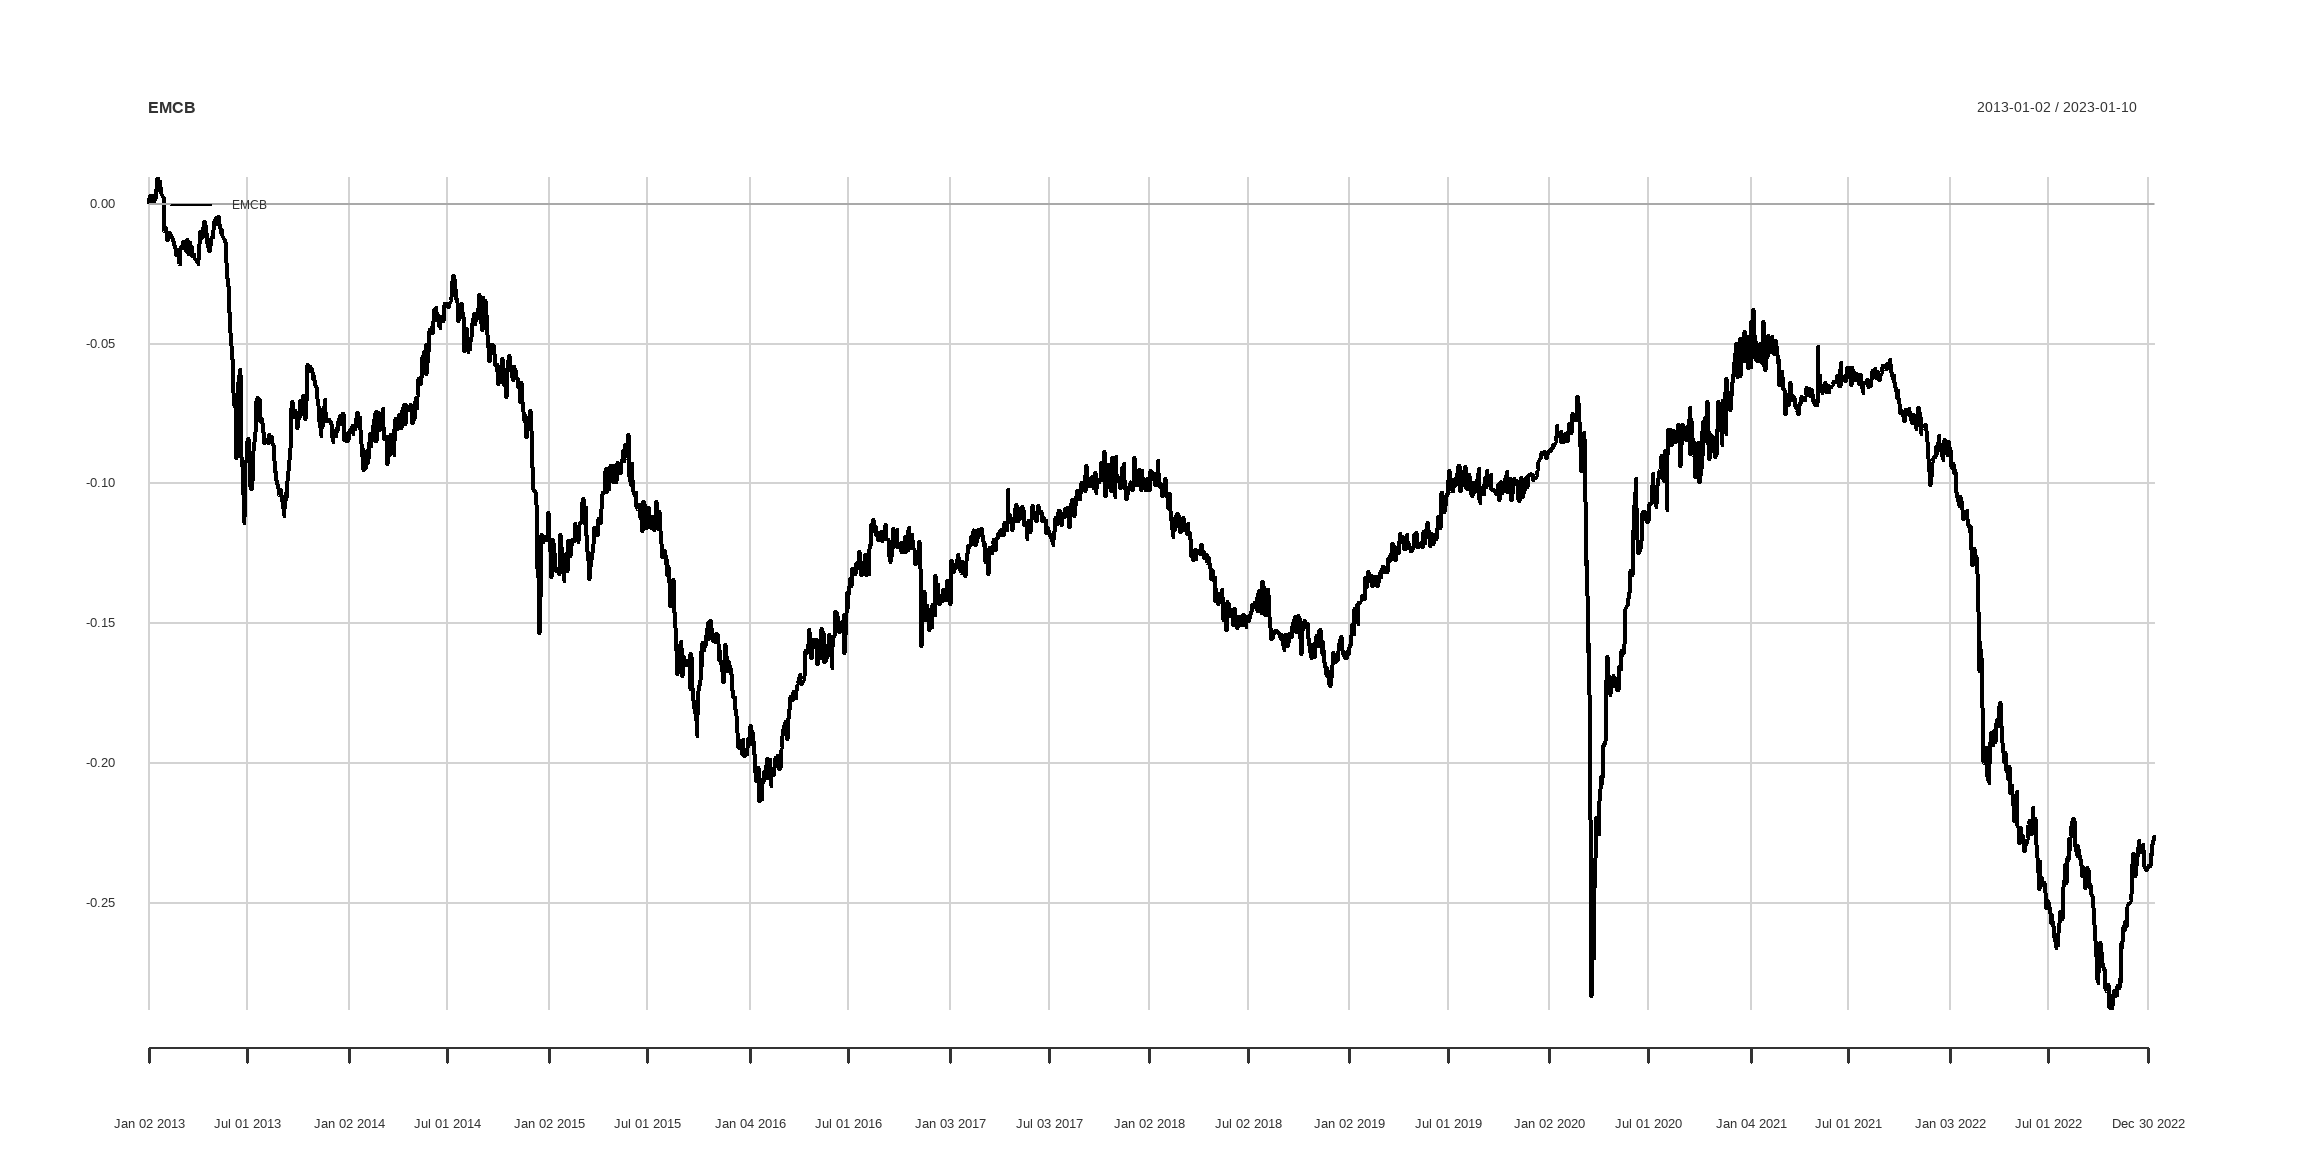 EMCB
2013-01-02 / 2023-01-10
0.00
EMCB
-0.05
-0.10
-0.15
-0.20
-0.25
Jan 02 2013
Jul 01 2013
Jan 02 2014
Jul 01 2014
Jan 02 2015
Jul 01 2015
Jan 04 2016
Jul 01 2016
Jan 03 2017
Jul 03 2017
Jan 02 2018
Jul 02 2018
Jan 02 2019
Jul 01 2019
Jan 02 2020
Jul 01 2020
Jan 04 2021
Jul 01 2021
Jan 03 2022
Jul 01 2022
Dec 30 2022